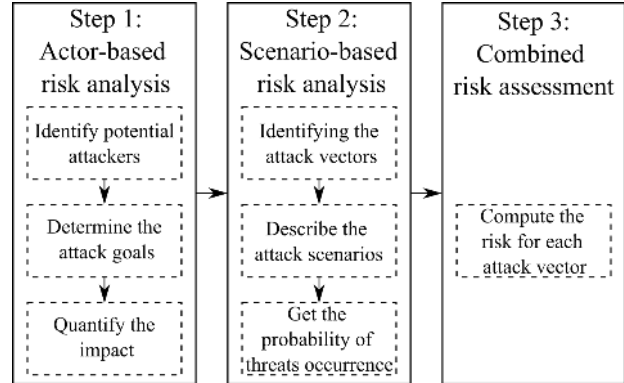 Step 1:
Actor-based
risk analysis
Identify potential
attackers
Determine the
attack goals
Quantify the
impact
Step 2:
Scenario-based
risk analysis
Identifying the
attack vectors
Describe the
attack scenarios
Get the
probability of
threats occurrence
Step 3:
Combined
risk assessment
Compute the
risk for each
attack vector